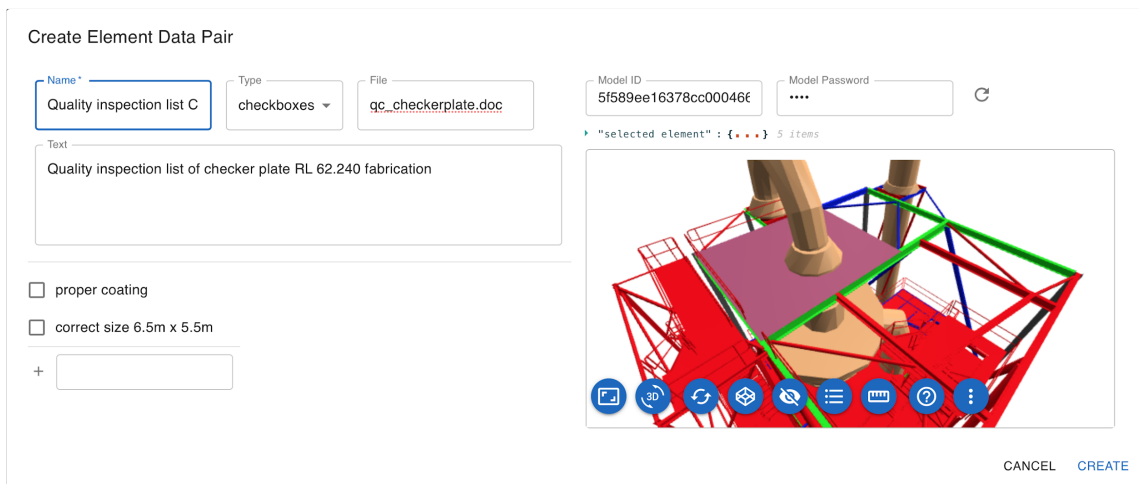 Create Element Data Pair
Name *
Quality inspection list C
Type
checkboxes
File
qc_checkerplate.doc
Model ID
5f589ee16378cc000466
Model Password
••••
"selected element" : {...} 5 items
Text
Quality inspection list of checker plate RL 62.240 fabrication
proper coating
correct size 6.5m x 5.5m
+
3D
?
CANCEL
CREATE